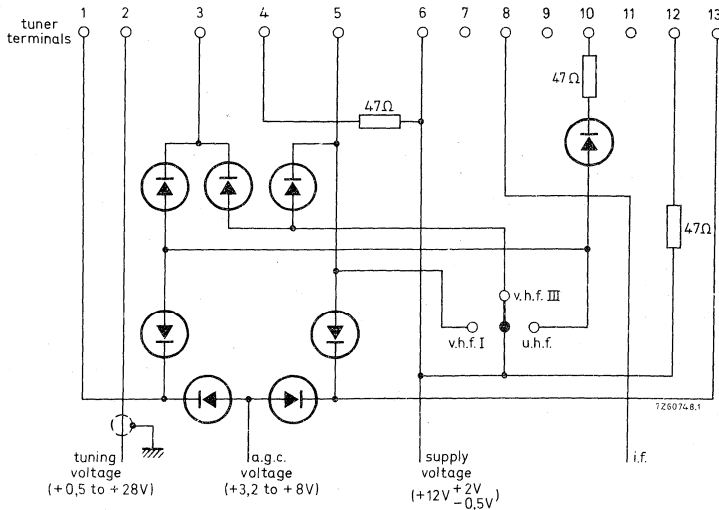 tuner
terminals
1 2 3 4 5 6 7 8 9 10 11 12 13
47Ω
47Ω
47Ω
v.h.f. III
v.h.f. I
u.h.f.
7Z60748.1
tuning
voltage
(+0,5 to + 28V)
a.g.c.
voltage
(+3,2 to +8V)
supply
voltage
(+12V +2V
-0,5V)
i.f.